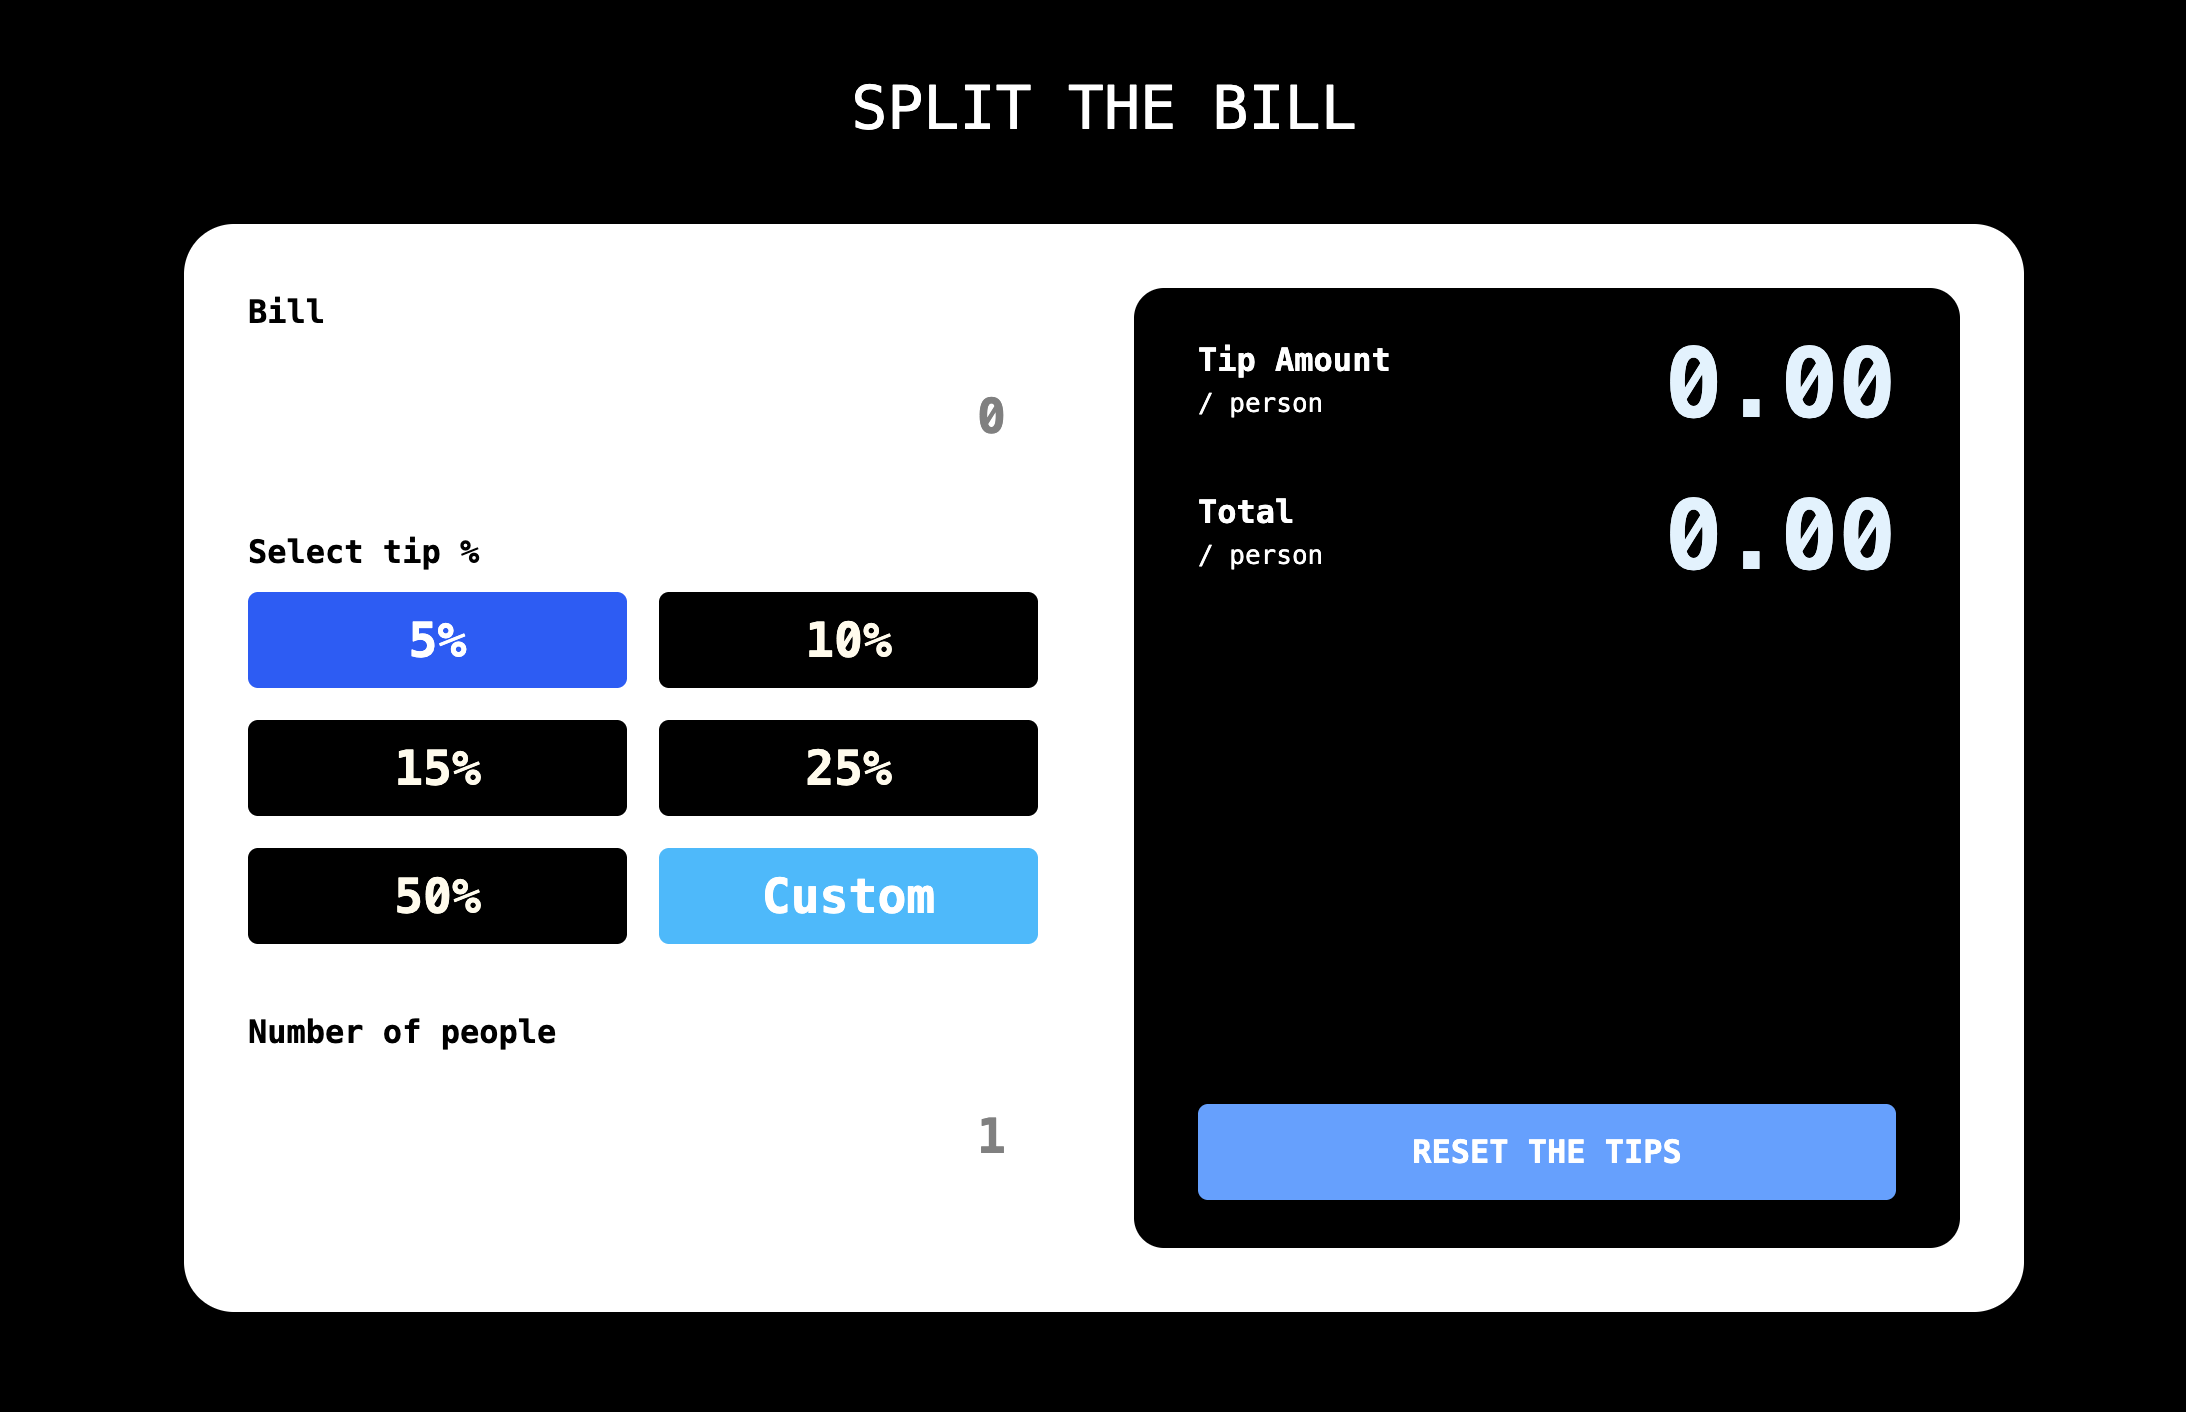 SPLIT THE BILL
Bill
0
Select tip %
5%
10%
15%
25%
50%
Custom
Number of people
1
Tip Amount
/ person
0.00
Total
/ person
0.00
RESET THE TIPS